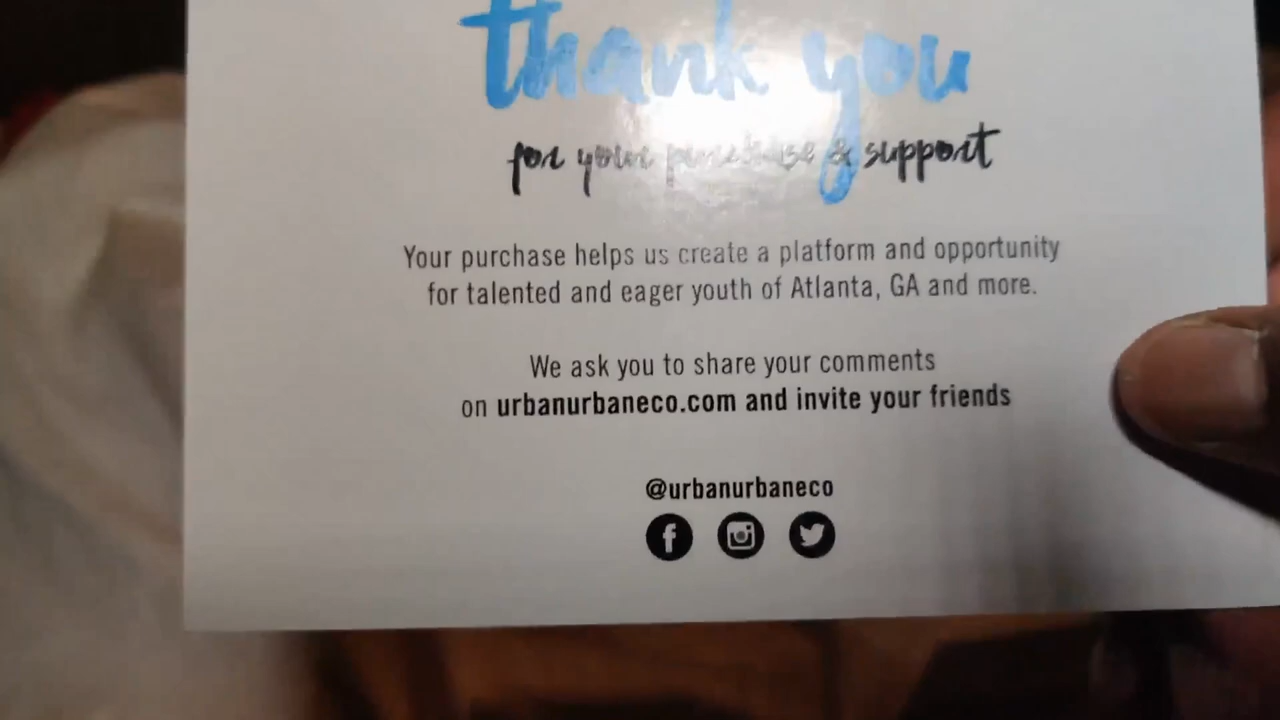 thank you
for your purchase & support
Your purchase helps us create a platform and opportunity
for talented and eager youth of Atlanta, GA and more.
We ask you to share your comments
on urbanurbaneco.com and invite your friends
@urbanurbaneco